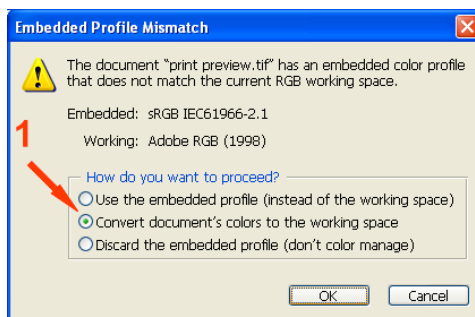 Embedded Profile Mismatch
The document "print preview.tif" has an embedded color profile
that does not match the current RGB working space.
Embedded: sRGB IEC61966-2.1
Working: Adobe RGB (1998)
1
How do you want to proceed?
Use the embedded profile (instead of the working space)
Convert document's colors to the working space
Discard the embedded profile (don't color manage)
OK Cancel